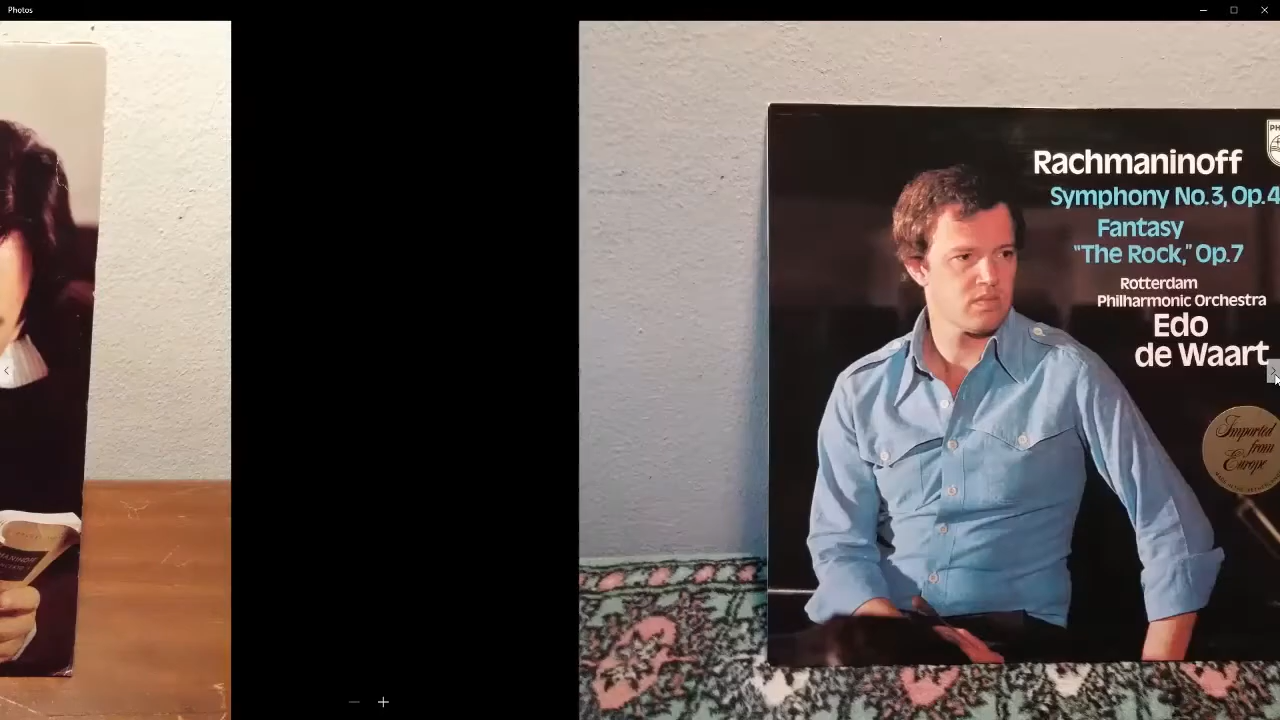 Photos
Rachmaninoff
Symphony No.3, Op.4
Fantasy
"The Rock," Op.7
Rotterdam
Philharmonic Orchestra
Edo
de Waart
Imported
from
Europe